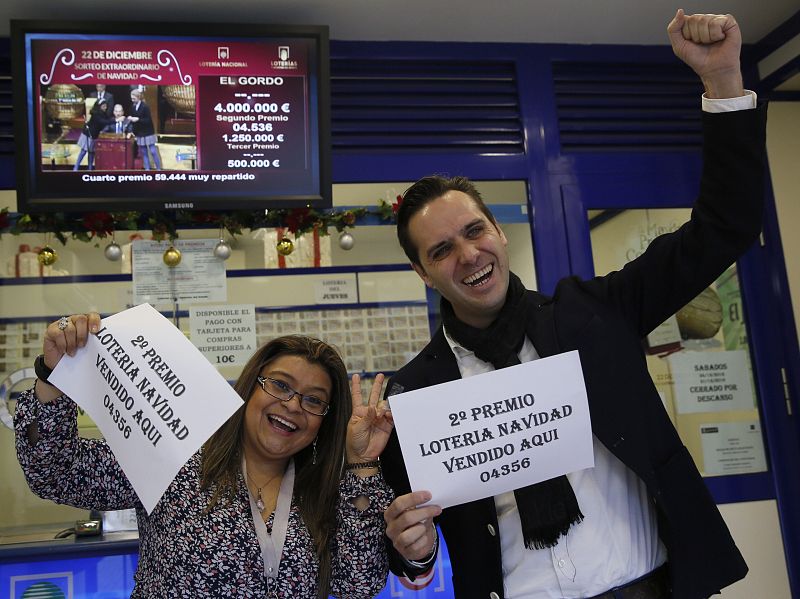 22 DE DICIEMBRE
SORTEO EXTRAORDINARIO
DE NAVIDAD
LOTERÍA NACIONAL
LOTERÍAS
EL GORDO
--.---
4.000.000 €
Segundo Premio
04.536
1.250.000 €
Tercer Premio
--.---
500.000 €
Cuarto premio 59.444 muy repartido
SAMSUNG
LOTERIA
DEL
JUEVES
DISPONIBLE EL
PAGO CON
TARJETA PARA
COMPRAS
SUPERIORES A
10€
2º PREMIO
LOTERIA NAVIDAD
VENDIDO AQUI
04356
2º PREMIO
LOTERIA NAVIDAD
VENDIDO AQUI
04356
SABADOS
CERRADO POR
DESCANSO